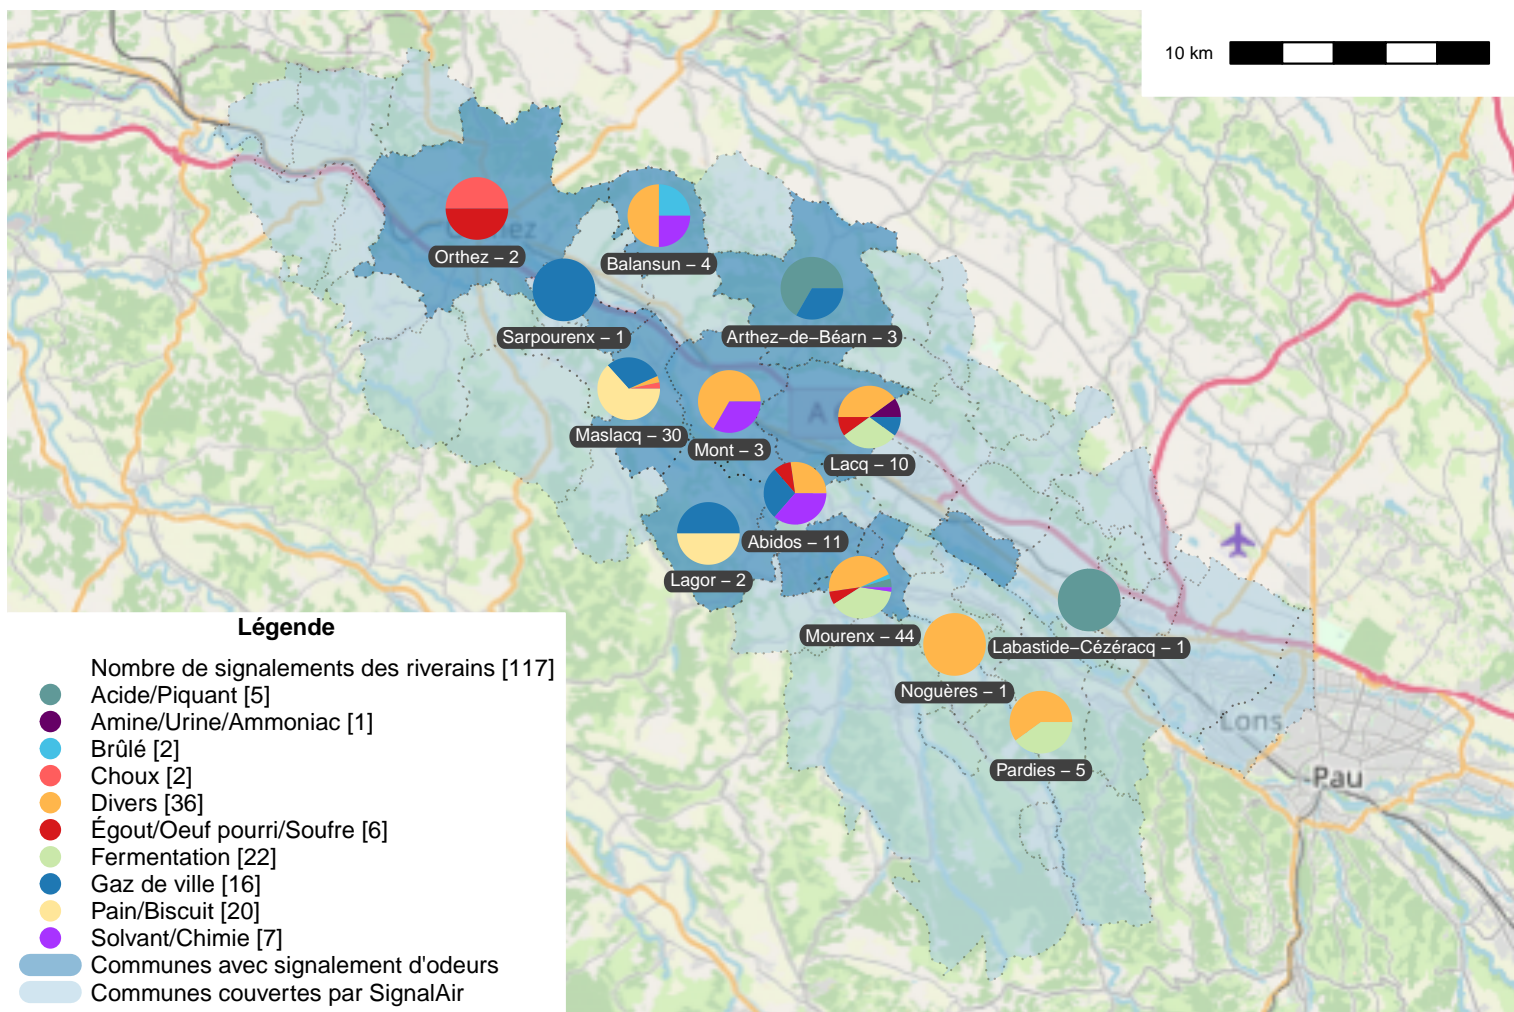 10 km
Orthez – 2
Balansun – 4
Sarpourenx – 1
Arthez–de–Béarn – 3
Maslacq – 30
Mont – 3
A
Lacq – 10
Abidos – 11
Lagor – 2
Mourenx – 44
Labastide–Cézéracq – 1
Noguères – 1
Pardies – 5
Lons
Pau
Légende
Nombre de signalements des riverains [117]
Acide/Piquant [5]
Amine/Urine/Ammoniac [1]
Brûlé [2]
Choux [2]
Divers [36]
Égout/Oeuf pourri/Soufre [6]
Fermentation [22]
Gaz de ville [16]
Pain/Biscuit [20]
Solvant/Chimie [7]
Communes avec signalement d'odeurs
Communes couvertes par SignalAir